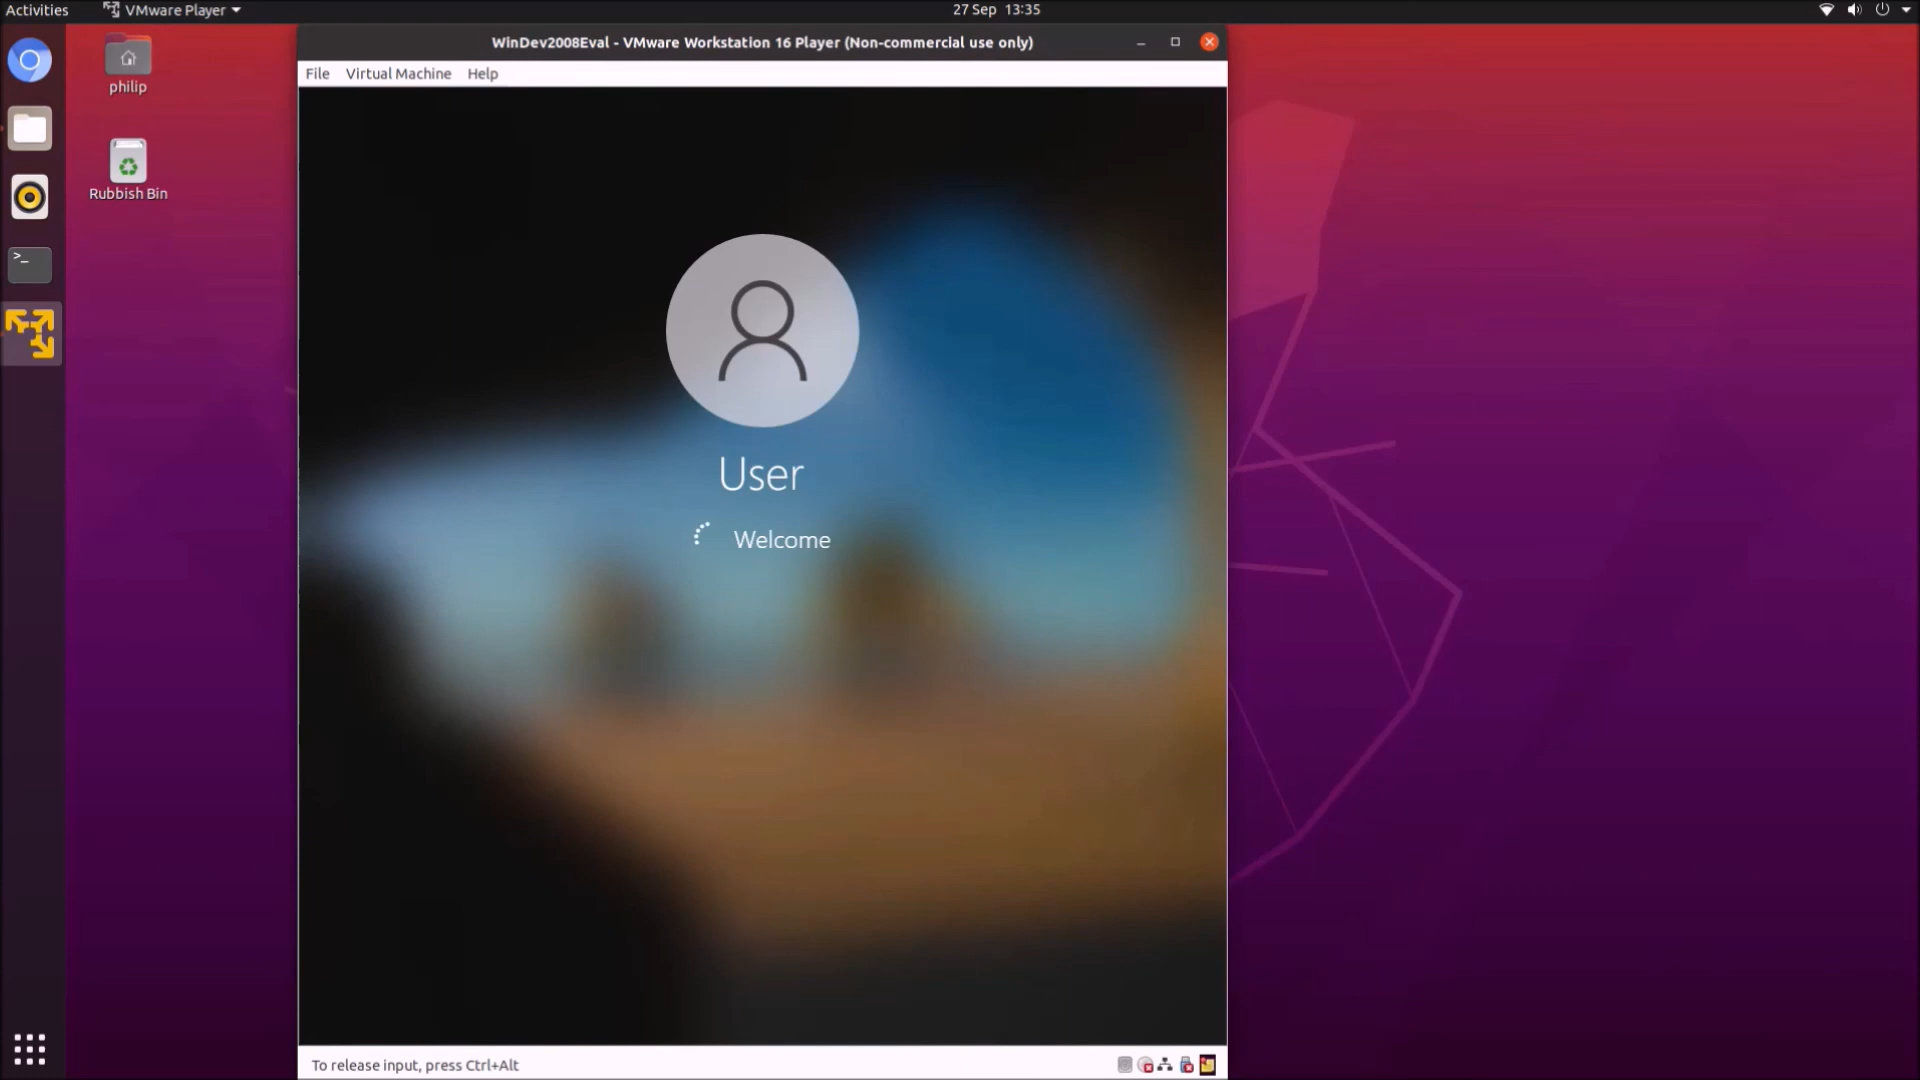 Activities
VMware Player
27 Sep 13:35
philip
Rubbish Bin
>_
WinDev2008Eval - VMware Workstation 16 Player (Non-commercial use only)
File Virtual Machine Help
User
Welcome
To release input, press Ctrl+Alt